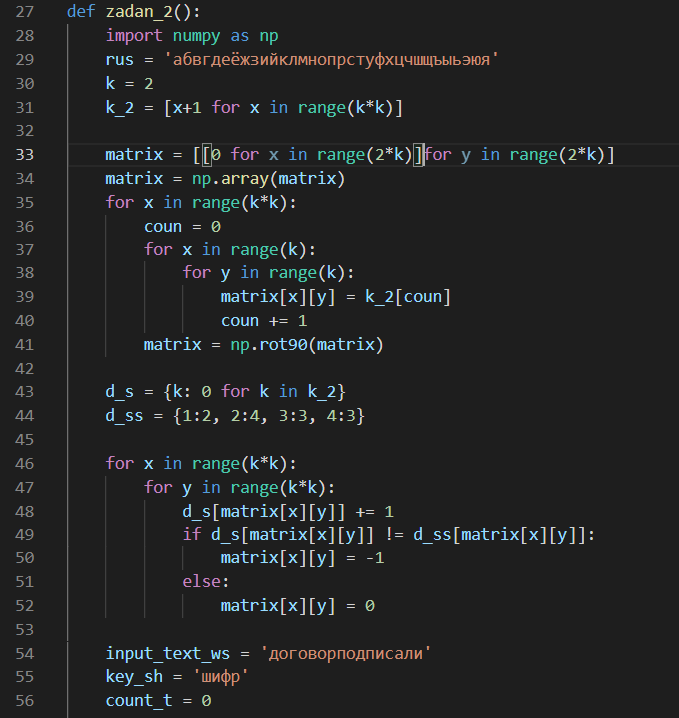 27 def zadan_2():
28 import numpy as np
29 rus = 'абвгдеёжзийклмнопрстуфхцчшщъыьэюя'
30 k = 2
31 k_2 = [x+1 for x in range(k*k)]
32
33 matrix = [[0 for x in range(2*k)]for y in range(2*k)]
34 matrix = np.array(matrix)
35 for x in range(k*k):
36 coun = 0
37 for x in range(k):
38 for y in range(k):
39 matrix[x][y] = k_2[coun]
40 coun += 1
41 matrix = np.rot90(matrix)
42
43 d_s = {k: 0 for k in k_2}
44 d_ss = {1:2, 2:4, 3:3, 4:3}
45
46 for x in range(k*k):
47 for y in range(k*k):
48 d_s[matrix[x][y]] += 1
49 if d_s[matrix[x][y]] != d_ss[matrix[x][y]]:
50 matrix[x][y] = -1
51 else:
52 matrix[x][y] = 0
53
54 input_text_ws = 'договорподписали'
55 key_sh = 'шифр'
56 count_t = 0